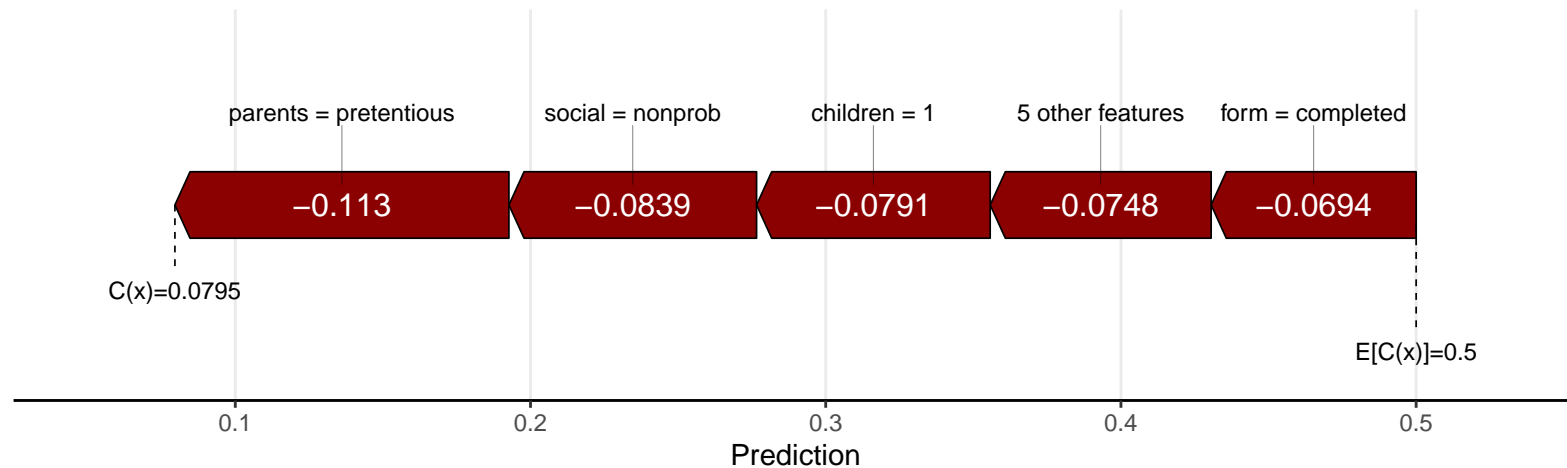 parents = pretentious social = nonprob children = 1 5 other features form = completed
−0.113 −0.0839 −0.0791 −0.0748 −0.0694
C(x)=0.0795
E[C(x)]=0.5
0.1 0.2 0.3 0.4 0.5
Prediction